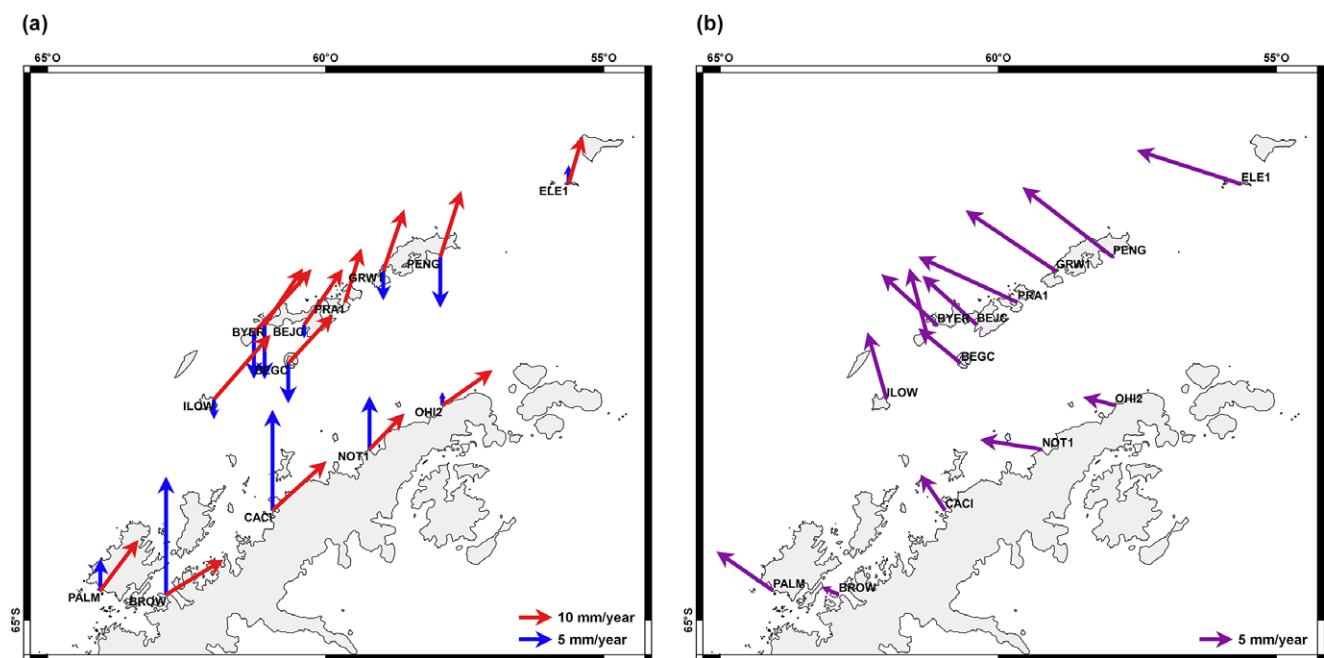 (a)
65°O
60°O
55°O
ELE1
PENG
GRW1
PRA1
BYER
BEJC
BEGC
ILOW
OHI2
NOT1
CACI
PALM
BROW
65°S
10 mm/year
5 mm/year
(b)
65°O
60°O
55°O
ELE1
PENG
GRW1
PRA1
BYER
BEJC
BEGC
ILOW
OHI2
NOT1
CACI
PALM
BROW
65°S
5 mm/year